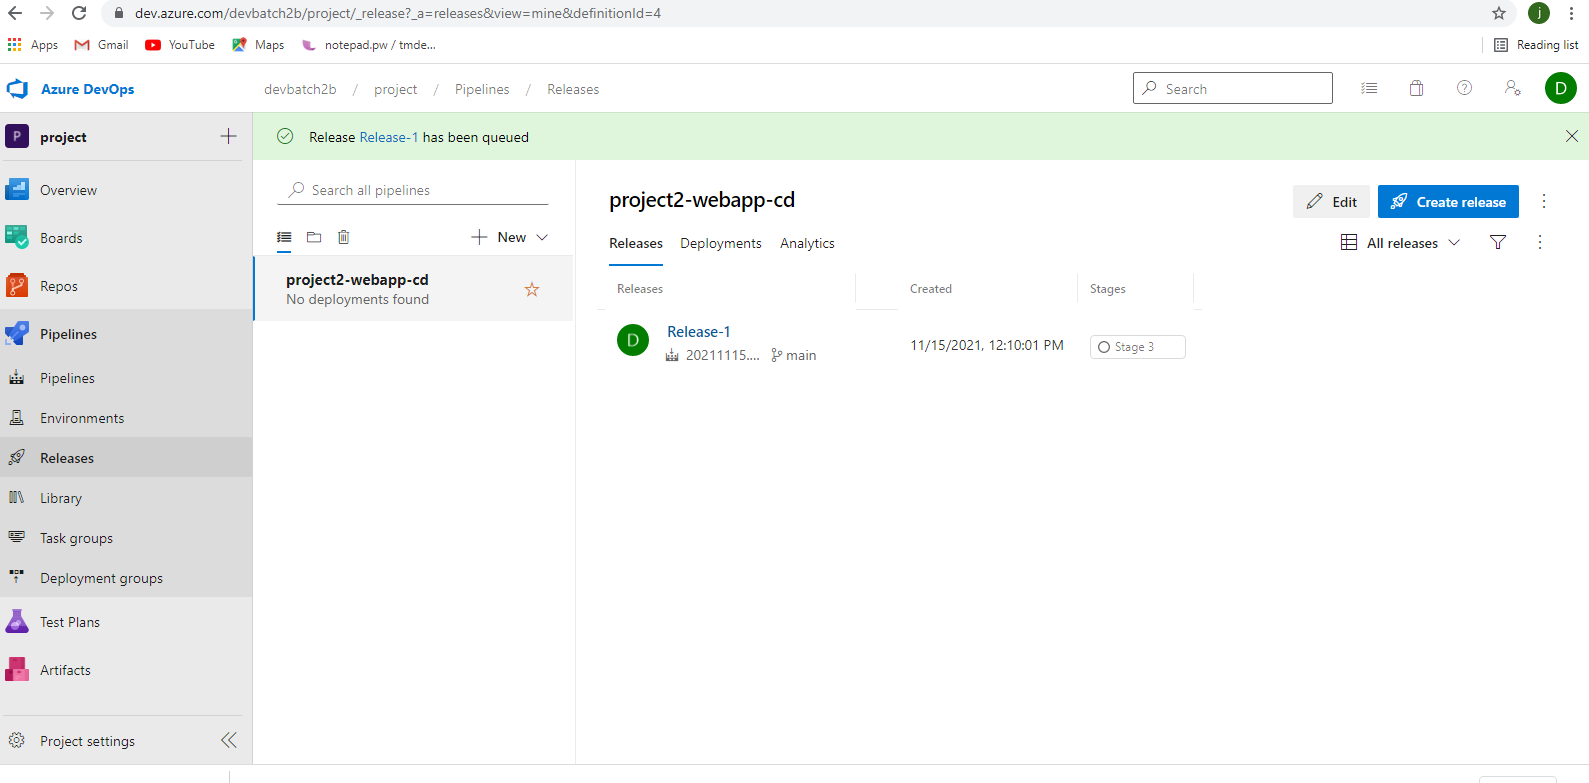 dev.azure.com/devbatch2b/project/_release?_a=releases&view=mine&definitionId=4
j
Apps Gmail YouTube Maps notepad.pw / tmde... Reading list
Azure DevOps devbatch2b / project / Pipelines / Releases Search D
P project
Release Release-1 has been queued
Overview
Boards
Repos
Pipelines
Pipelines
Environments
Releases
Library
Task groups
Deployment groups
Test Plans
Artifacts
Project settings
Search all pipelines
New
project2-webapp-cd
No deployments found
project2-webapp-cd Edit Create release
Releases Deployments Analytics All releases
Releases Created Stages
D Release-1
20211115.... main 11/15/2021, 12:10:01 PM Stage 3